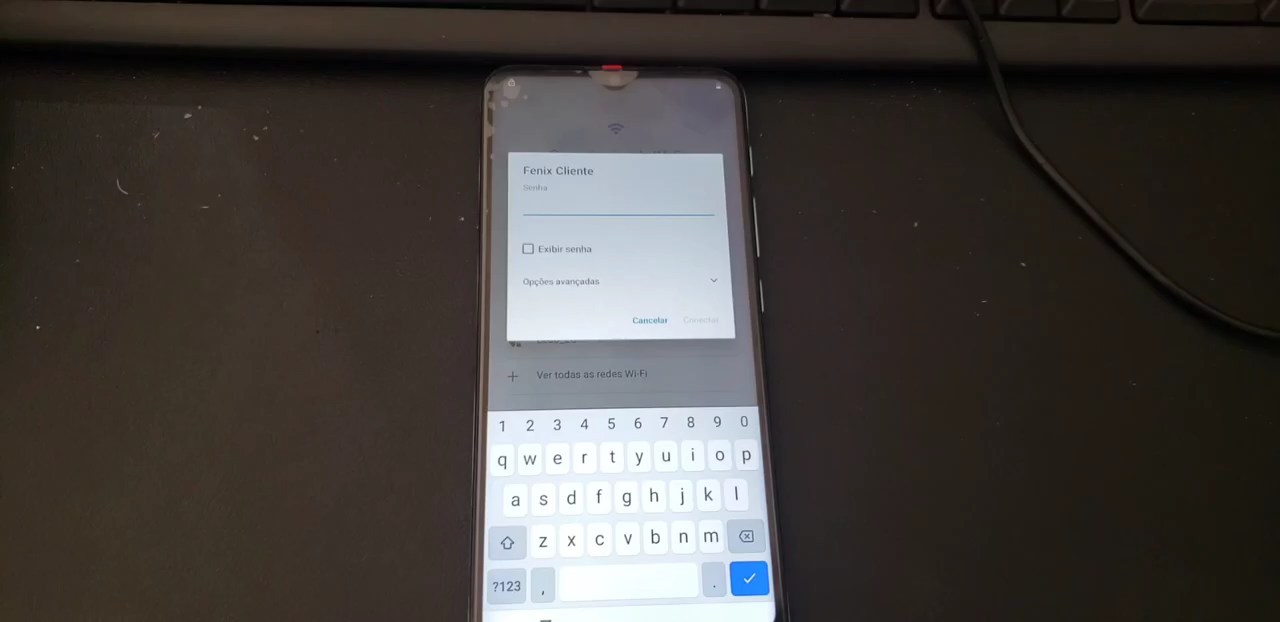 Fenix Cliente
Senha
Exibir senha
Opções avançadas
Cancelar Conectar
Ver todas as redes Wi-Fi
1 2 3 4 5 6 7 8 9 0
q w e r t y u i o p
a s d f g h j k l
z x c v b n m
?123 , .